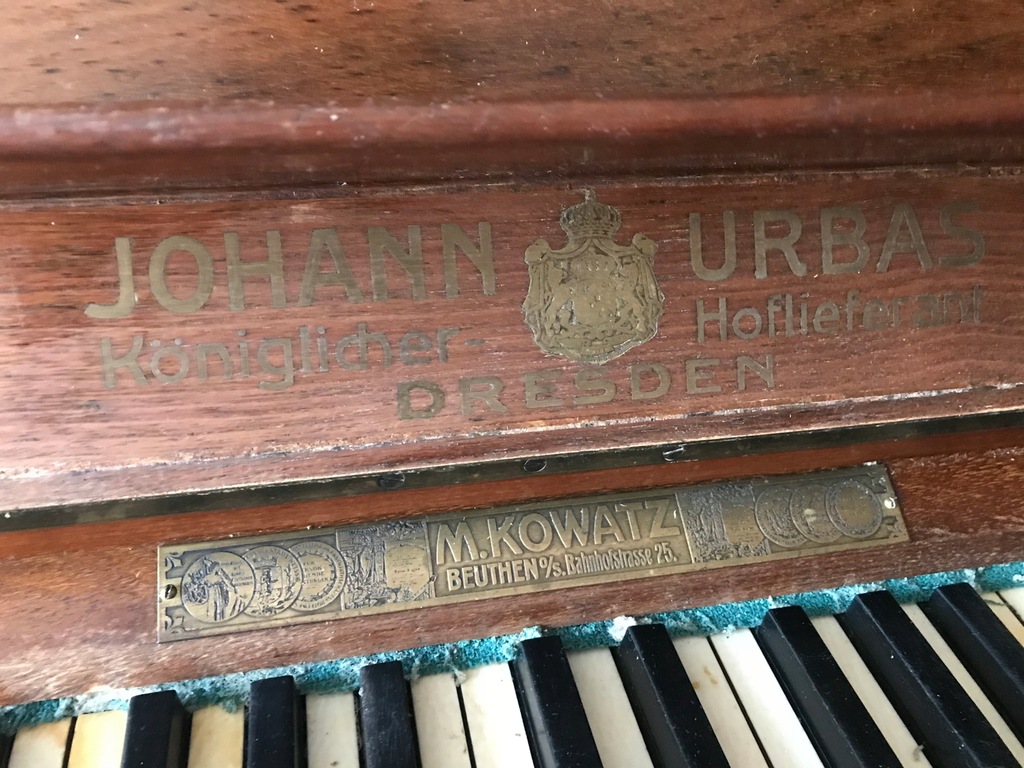 JOHANN URBAS
Königlicher- Hoflieferant
DRESDEN
M. KOWATZ
BEUTHEN o/s. Bahnhofstrasse 25.